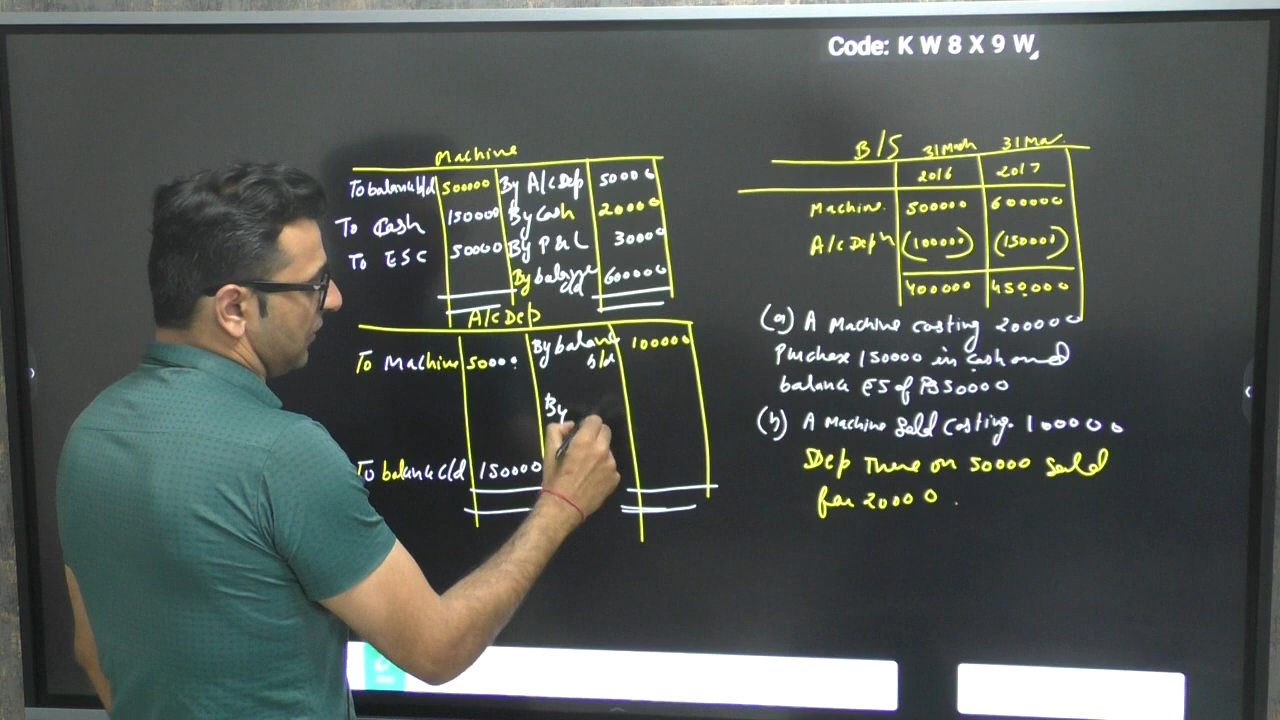 Code: K W 8 X 9 W
Machine
To balance b/d 500000 By A/c Dep 50000
To Cash 150000 By Cash 20000
To ESC 50000 By P & L 30000
By balance c/d 600000
A/c Dep
To Machine 50000 By balance b/d 100000
By
To balance c/d 150000
B/S 31 March 31 Mar
2016 2017
Machine 500000 600000
A/c Depn (100000) (150000)
400000 450,000
(a) A Machine costing 200000
Purchase 150000 in cash and
balance ES of Rs 50000
(b) A Machine Sold costing 100000
Dep There on 50000 Sold
for 20000.